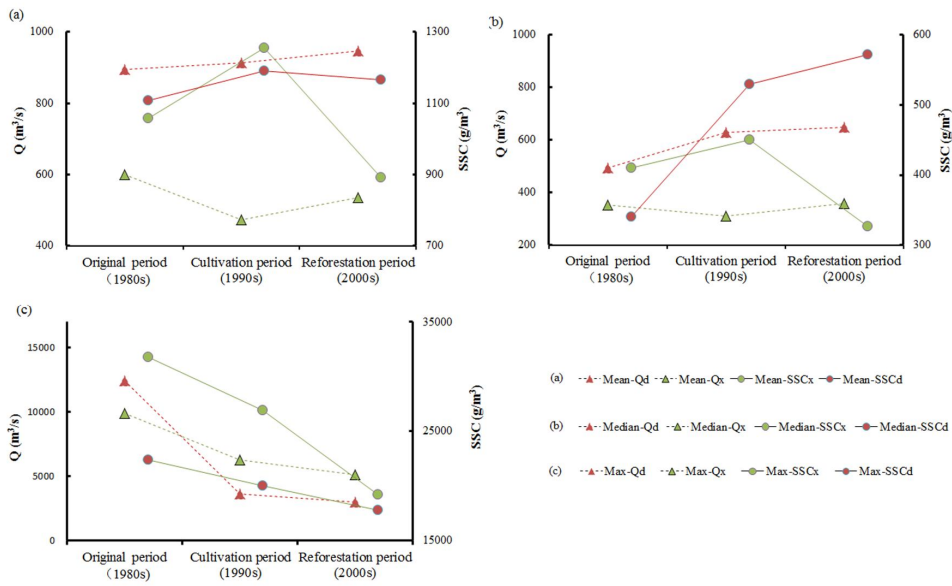 (a)
1000
800
600
400
Q (m³/s)
1300
1100
900
700
SSC (g/m³)
Original period
（1980s)
Cultivation period
(1990s)
Reforestation period
(2000s)
(b)
1000
800
600
400
200
Q (m³/s)
600
500
400
300
SSC (g/m³)
Original period
（1980s)
Cultivation period
(1990s)
Reforestation period
(2000s)
(c)
15000
10000
5000
0
Q (m³/s)
35000
25000
15000
SSC (g/m³)
Original period
（1980s)
Cultivation period
(1990s)
Reforestation period
(2000s)
(a) Mean-Qd Mean-Qx Mean-SSCx Mean-SSCd
(b) Median-Qd Median-Qx Median-SSCx Median-SSCd
(c) Max-Qd Max-Qx Max-SSCx Max-SSCd